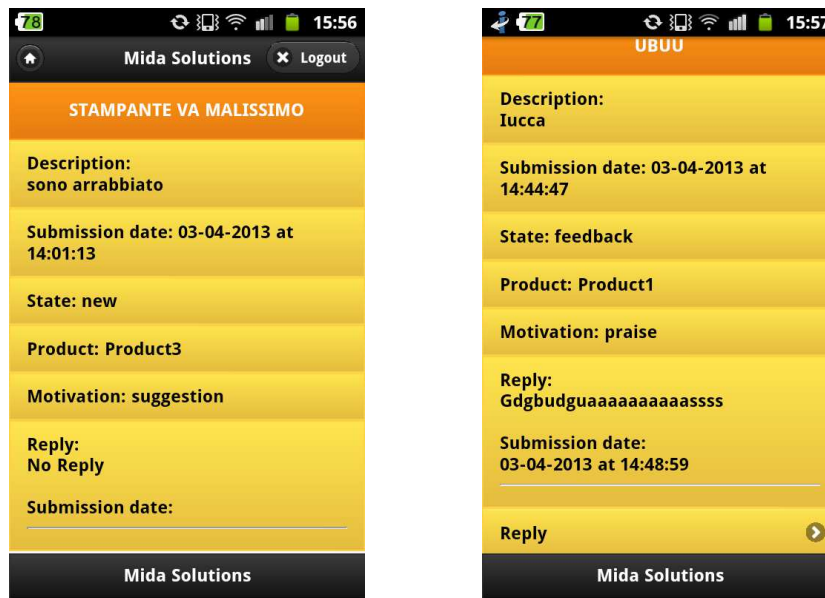 78
15:56
Mida Solutions
Logout
STAMPANTE VA MALISSIMO
Description:
sono arrabbiato
Submission date: 03-04-2013 at
14:01:13
State: new
Product: Product3
Motivation: suggestion
Reply:
No Reply
Submission date:
Mida Solutions
77
15:57
UBUU
Description:
Iucca
Submission date: 03-04-2013 at
14:44:47
State: feedback
Product: Product1
Motivation: praise
Reply:
Gdgbudguaaaaaaaaaassss
Submission date:
03-04-2013 at 14:48:59
Reply
Mida Solutions